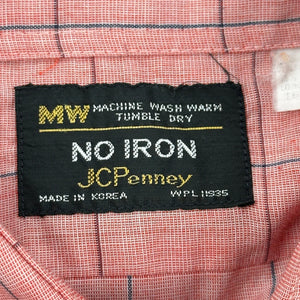 MW MACHINE WASH WARM
TUMBLE DRY
NO IRON
JCPenney
MADE IN KOREA WPL 11935